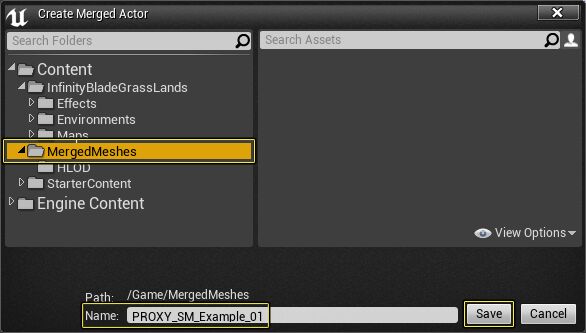 Create Merged Actor
Search Folders
Search Assets
Content
InfinityBladeGrassLands
Effects
Environments
Maps
MergedMeshes
HLOD
StarterContent
Engine Content
View Options
Path: /Game/MergedMeshes
Name: PROXY_SM_Example_01
Save
Cancel